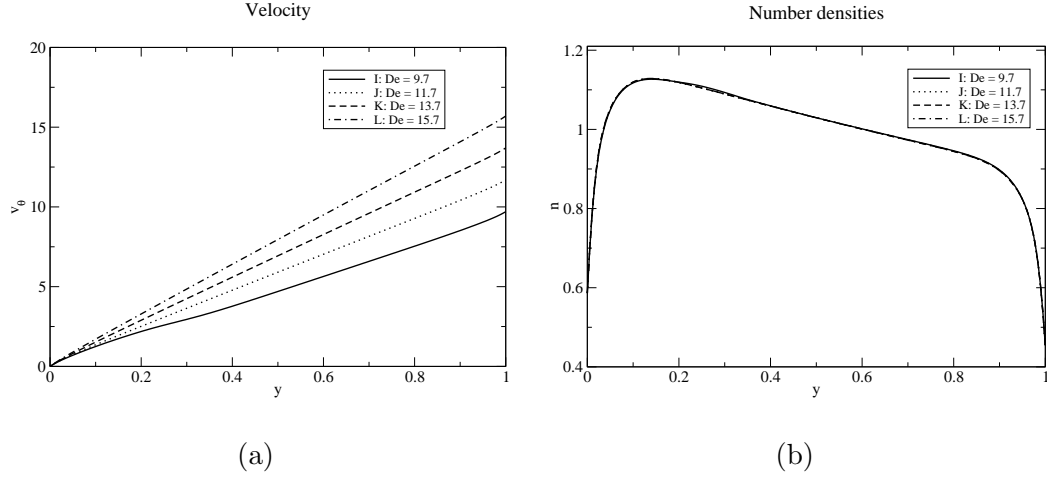 Velocity
20
15
10
5
0
v_θ
0
0.2
0.4
0.6
0.8
1
y
I: De = 9.7
J: De = 11.7
K: De = 13.7
L: De = 15.7
(a)
Number densities
1.2
1
0.8
0.6
0.4
n
0
0.2
0.4
0.6
0.8
1
y
I: De = 9.7
J: De = 11.7
K: De = 13.7
L: De = 15.7
(b)